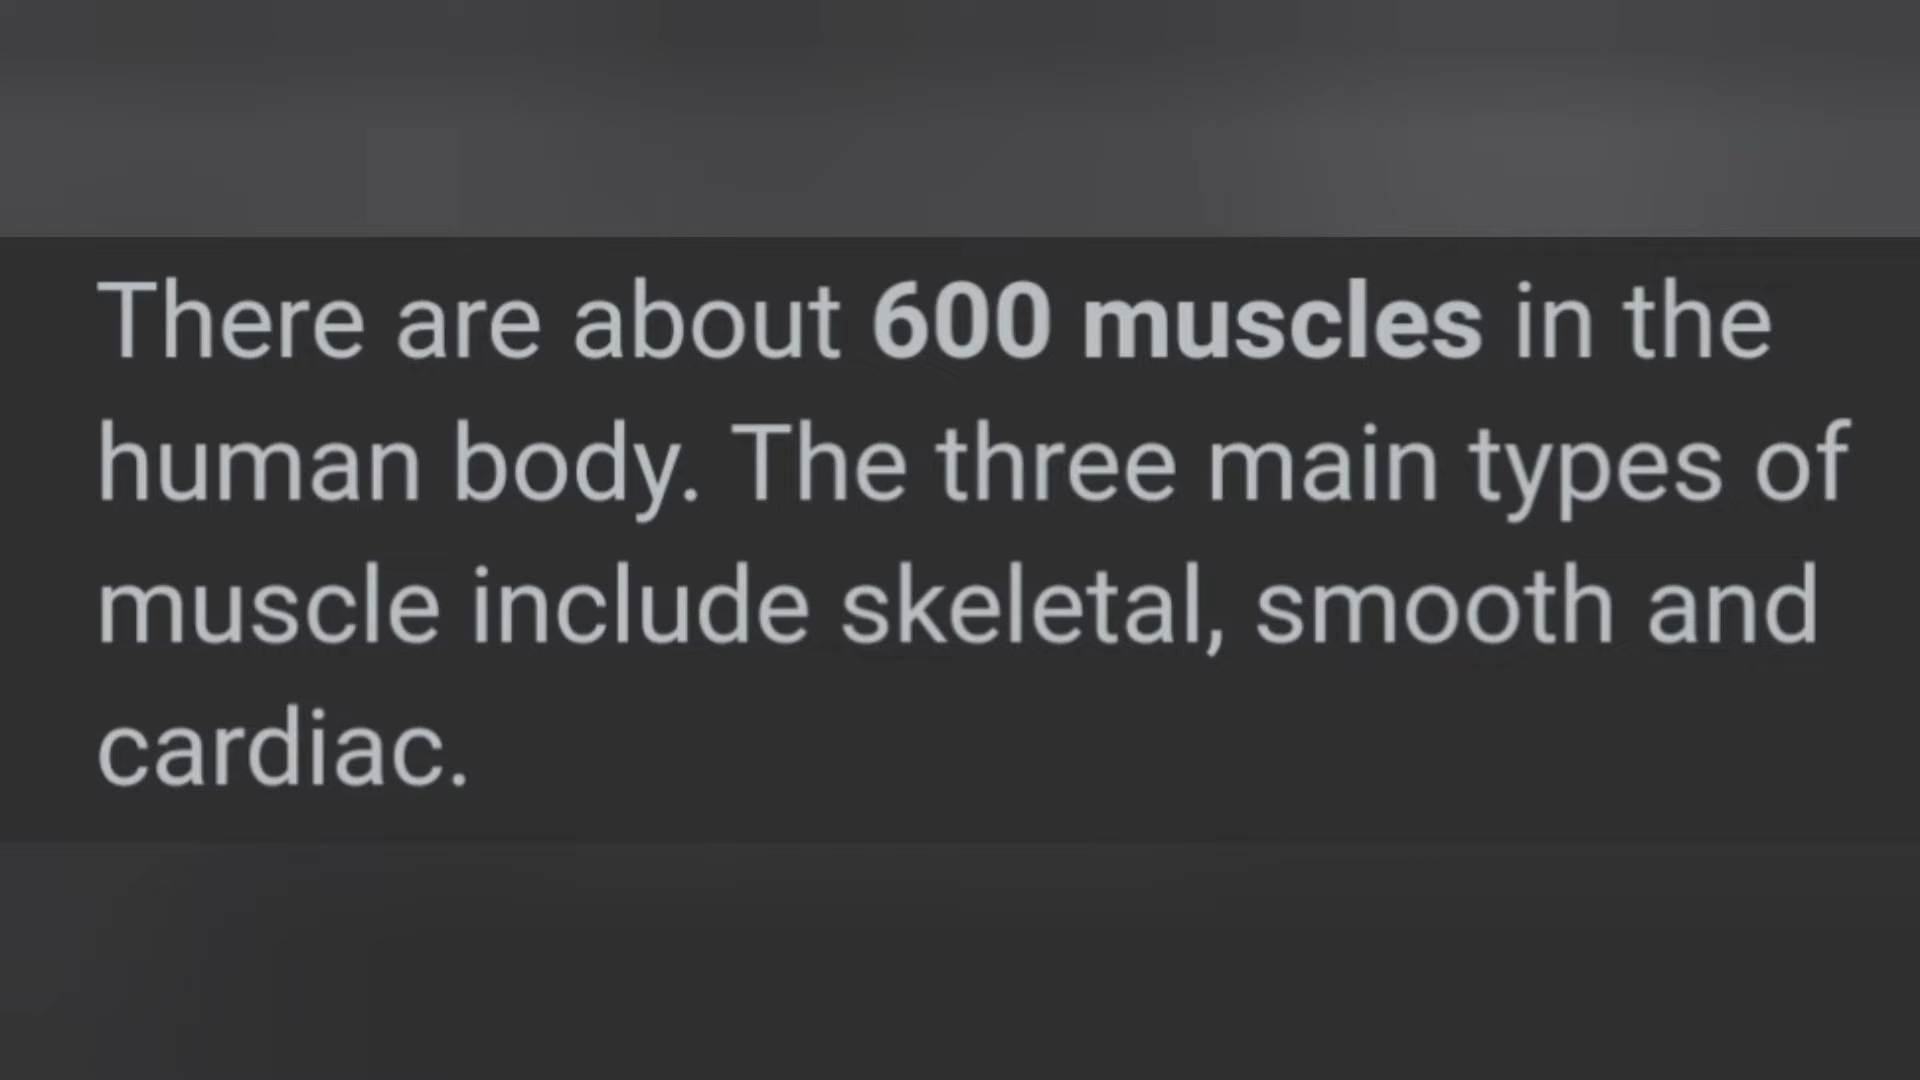 There are about 600 muscles in the
human body. The three main types of
muscle include skeletal, smooth and
cardiac.